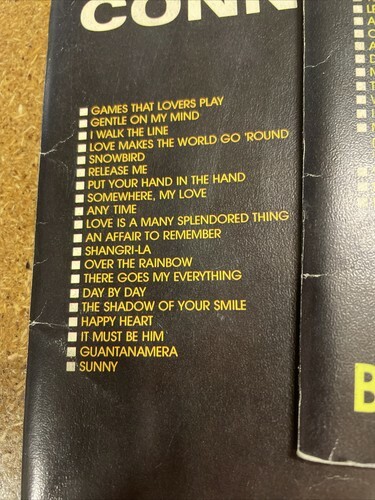 CONN
GAMES THAT LOVERS PLAY
GENTLE ON MY MIND
I WALK THE LINE
LOVE MAKES THE WORLD GO 'ROUND
SNOWBIRD
RELEASE ME
PUT YOUR HAND IN THE HAND
SOMEWHERE, MY LOVE
ANY TIME
LOVE IS A MANY SPLENDORED THING
AN AFFAIR TO REMEMBER
SHANGRI-LA
OVER THE RAINBOW
THERE GOES MY EVERYTHING
DAY BY DAY
THE SHADOW OF YOUR SMILE
HAPPY HEART
IT MUST BE HIM
GUANTANAMERA
SUNNY
B